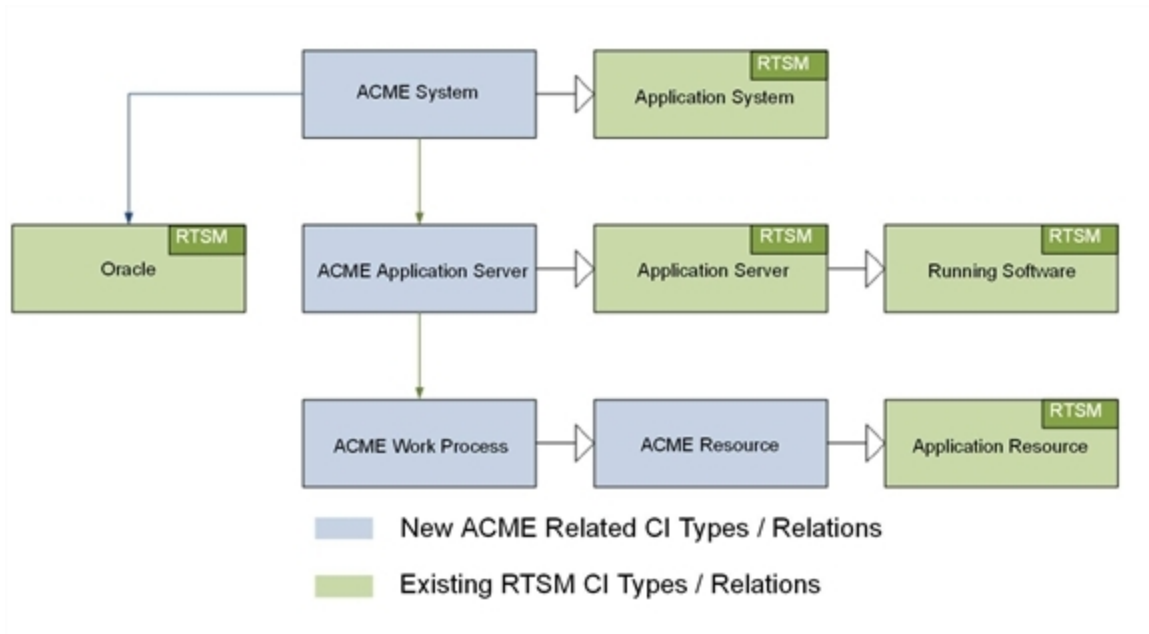 RTSM
ACME System
Application System
RTSM
Oracle
ACME Application Server
RTSM
Application Server
RTSM
Running Software
ACME Work Process
ACME Resource
RTSM
Application Resource
New ACME Related CI Types / Relations
Existing RTSM CI Types / Relations